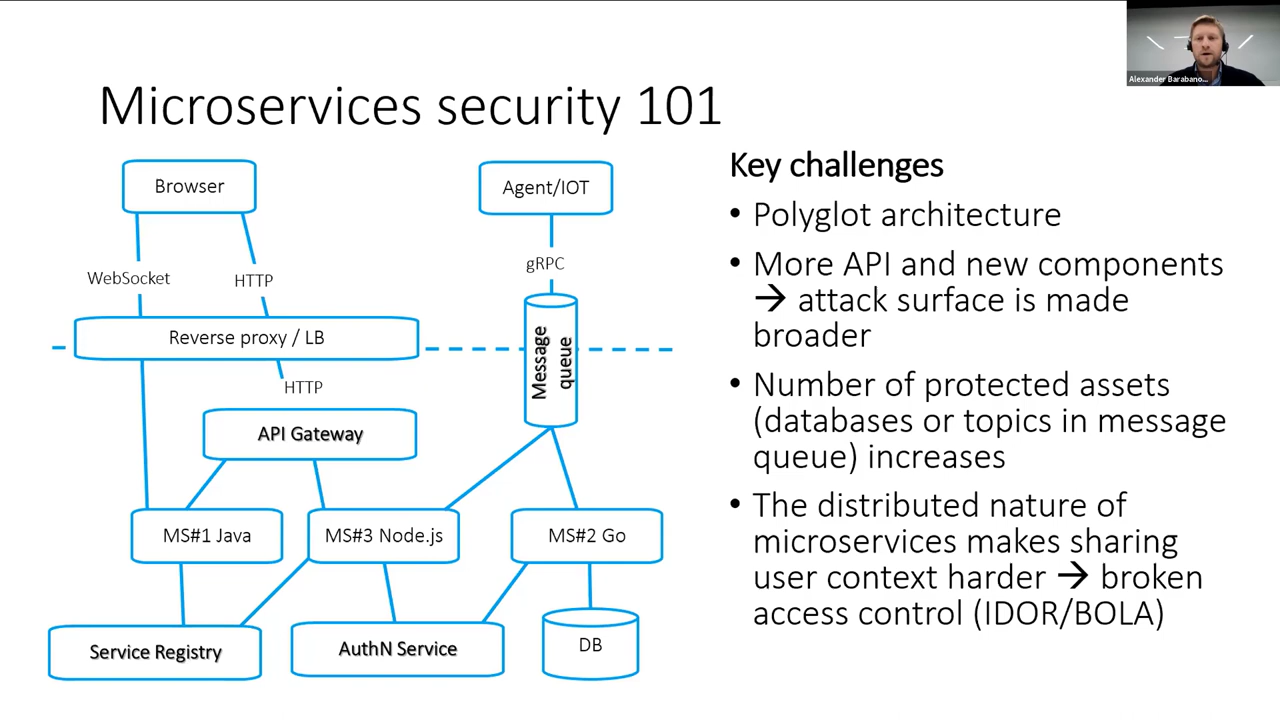 Alexander Barabano...
Microservices security 101
Browser
Agent/IOT
WebSocket
HTTP
gRPC
Reverse proxy / LB
Message
queue
HTTP
API Gateway
MS#1 Java
MS#3 Node.js
MS#2 Go
Service Registry
AuthN Service
DB
Key challenges
• Polyglot architecture
• More API and new components
→ attack surface is made
broader
• Number of protected assets
(databases or topics in message
queue) increases
• The distributed nature of
microservices makes sharing
user context harder → broken
access control (IDOR/BOLA)